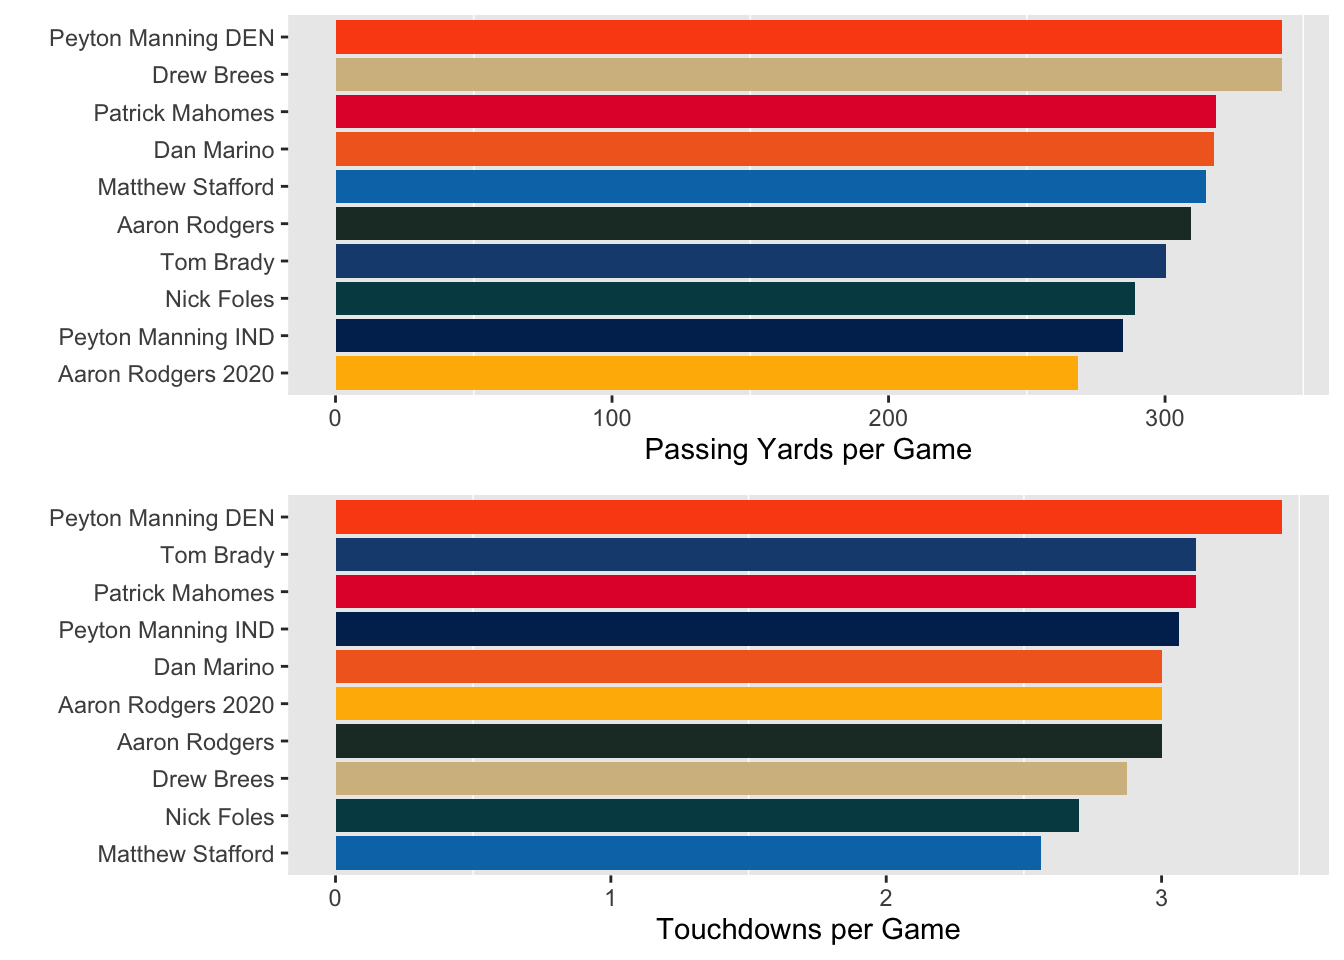 Peyton Manning DEN
Drew Brees
Patrick Mahomes
Dan Marino
Matthew Stafford
Aaron Rodgers
Tom Brady
Nick Foles
Peyton Manning IND
Aaron Rodgers 2020
0 100 200 300
Passing Yards per Game
Peyton Manning DEN
Tom Brady
Patrick Mahomes
Peyton Manning IND
Dan Marino
Aaron Rodgers 2020
Aaron Rodgers
Drew Brees
Nick Foles
Matthew Stafford
0 1 2 3
Touchdowns per Game